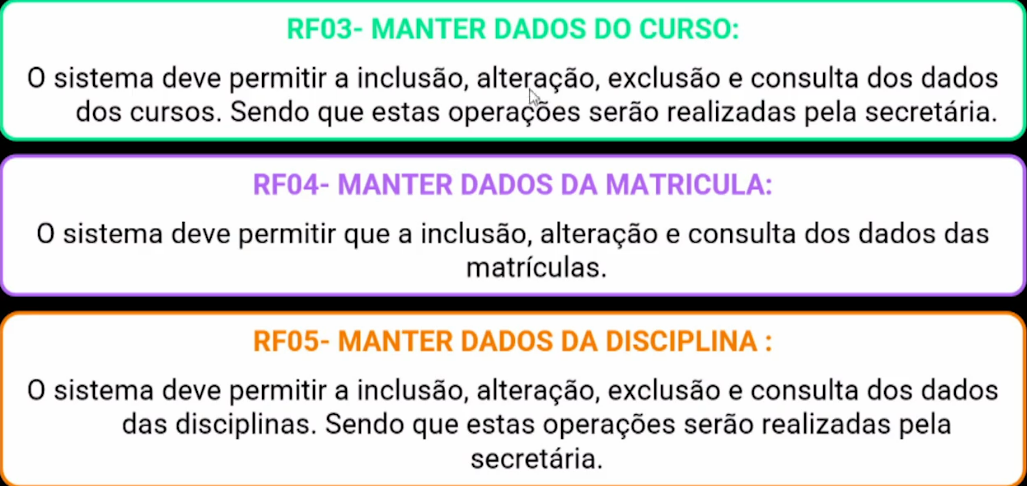 RF03- MANTER DADOS DO CURSO:
O sistema deve permitir a inclusão, alteração, exclusão e consulta dos dados
dos cursos. Sendo que estas operações serão realizadas pela secretária.
RF04- MANTER DADOS DA MATRICULA:
O sistema deve permitir que a inclusão, alteração e consulta dos dados das
matrículas.
RF05- MANTER DADOS DA DISCIPLINA :
O sistema deve permitir a inclusão, alteração, exclusão e consulta dos dados
das disciplinas. Sendo que estas operações serão realizadas pela
secretária.